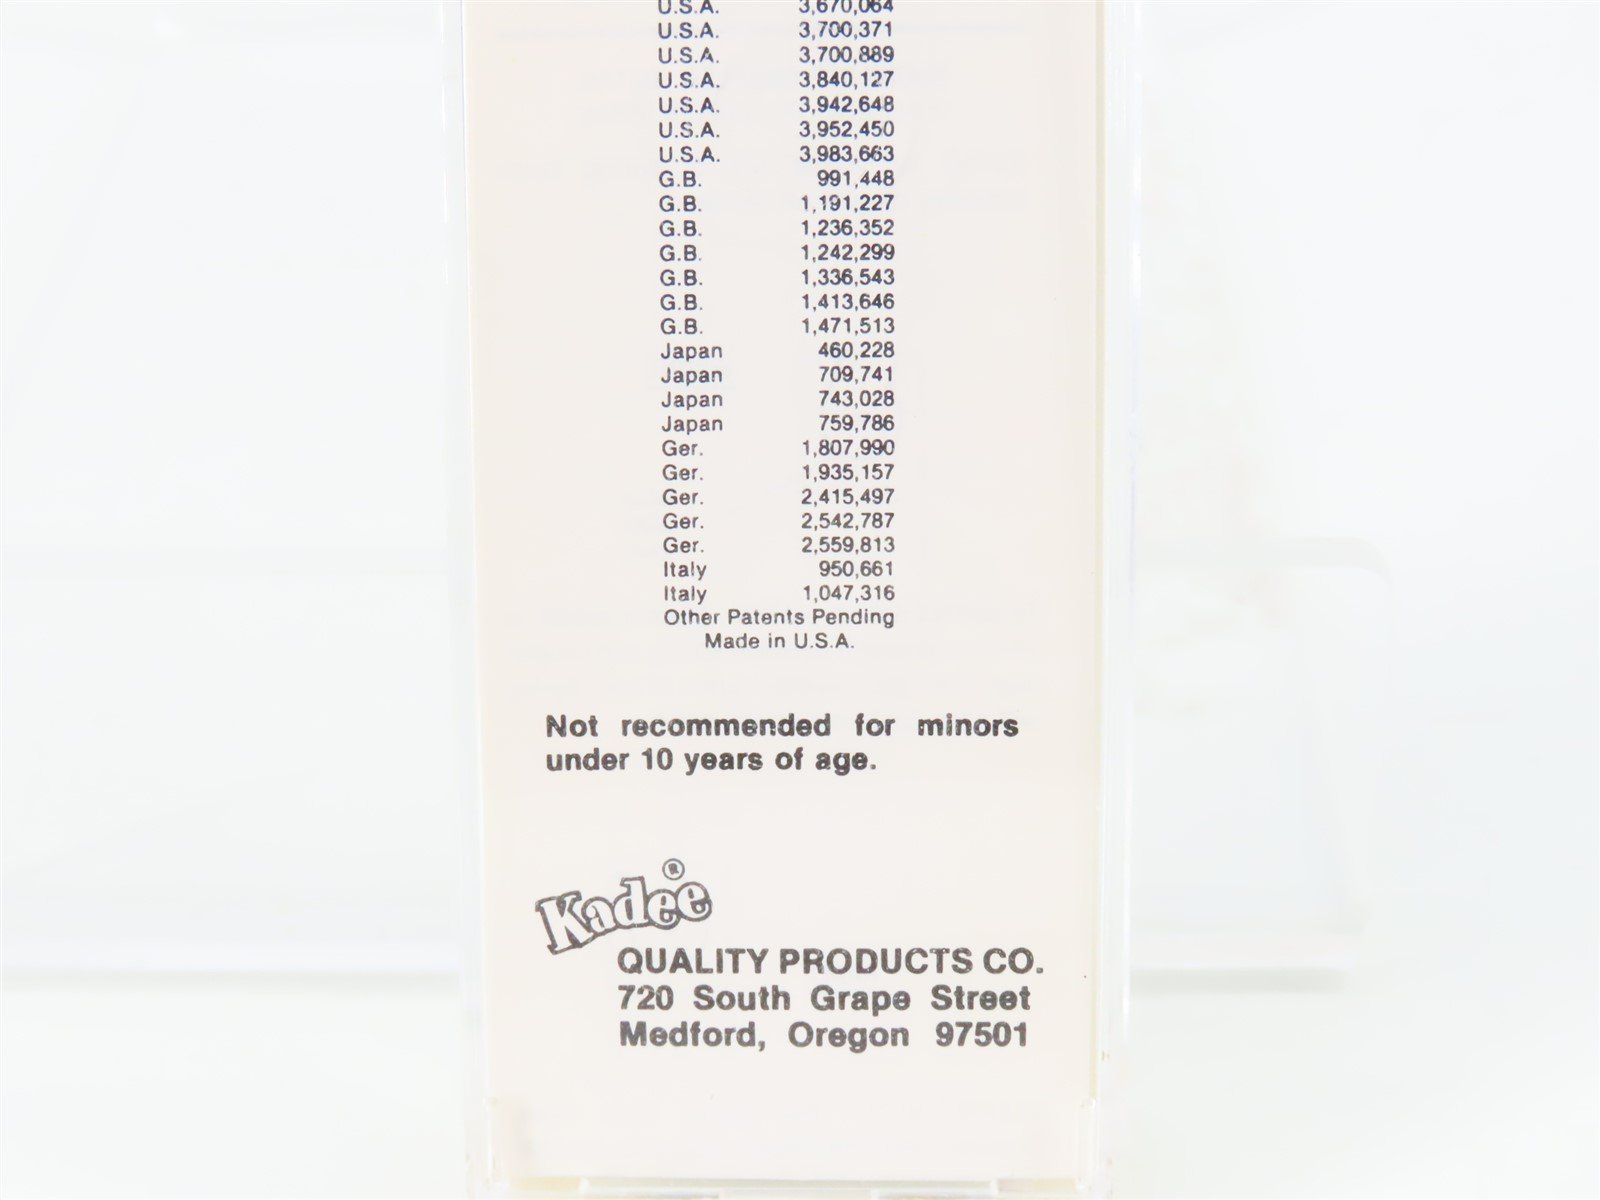 U.S.A. 3,670,064
U.S.A. 3,700,371
U.S.A. 3,700,889
U.S.A. 3,840,127
U.S.A. 3,942,648
U.S.A. 3,952,450
U.S.A. 3,983,663
G.B. 991,448
G.B. 1,191,227
G.B. 1,236,352
G.B. 1,242,299
G.B. 1,336,543
G.B. 1,413,646
G.B. 1,471,513
Japan 460,228
Japan 709,741
Japan 743,028
Japan 759,786
Ger. 1,807,990
Ger. 1,935,157
Ger. 2,415,497
Ger. 2,542,787
Ger. 2,559,813
Italy 950,661
Italy 1,047,316
Other Patents Pending
Made in U.S.A.
Not recommended for minors
under 10 years of age.
Kadee®
QUALITY PRODUCTS CO.
720 South Grape Street
Medford, Oregon 97501